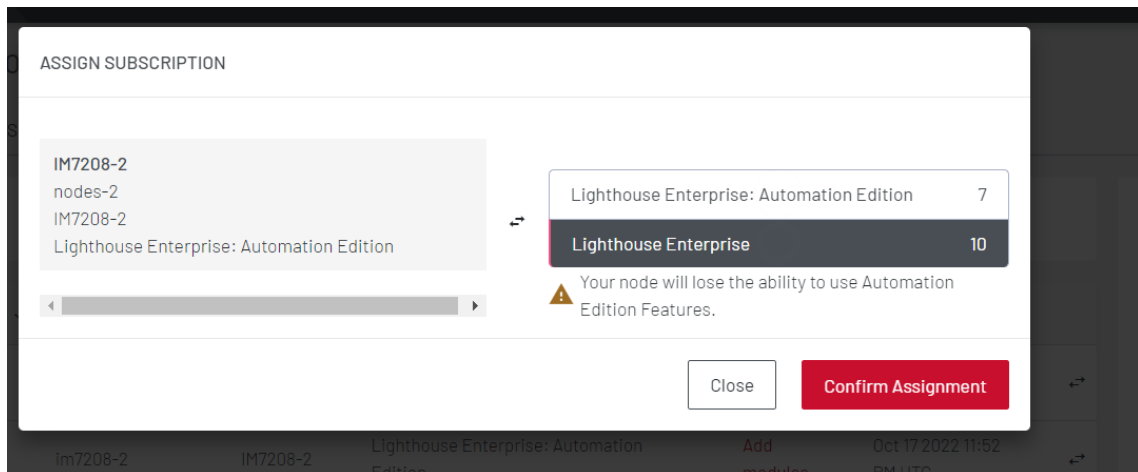 ASSIGN SUBSCRIPTION
IM7208-2
nodes-2
IM7208-2
Lighthouse Enterprise: Automation Edition
Lighthouse Enterprise: Automation Edition 7
Lighthouse Enterprise 10
Your node will lose the ability to use Automation
Edition Features.
Close Confirm Assignment
im7208-2 IM7208-2 Lighthouse Enterprise: Automation Add Oct 17 2022 11:52
Edition modules PM UTC